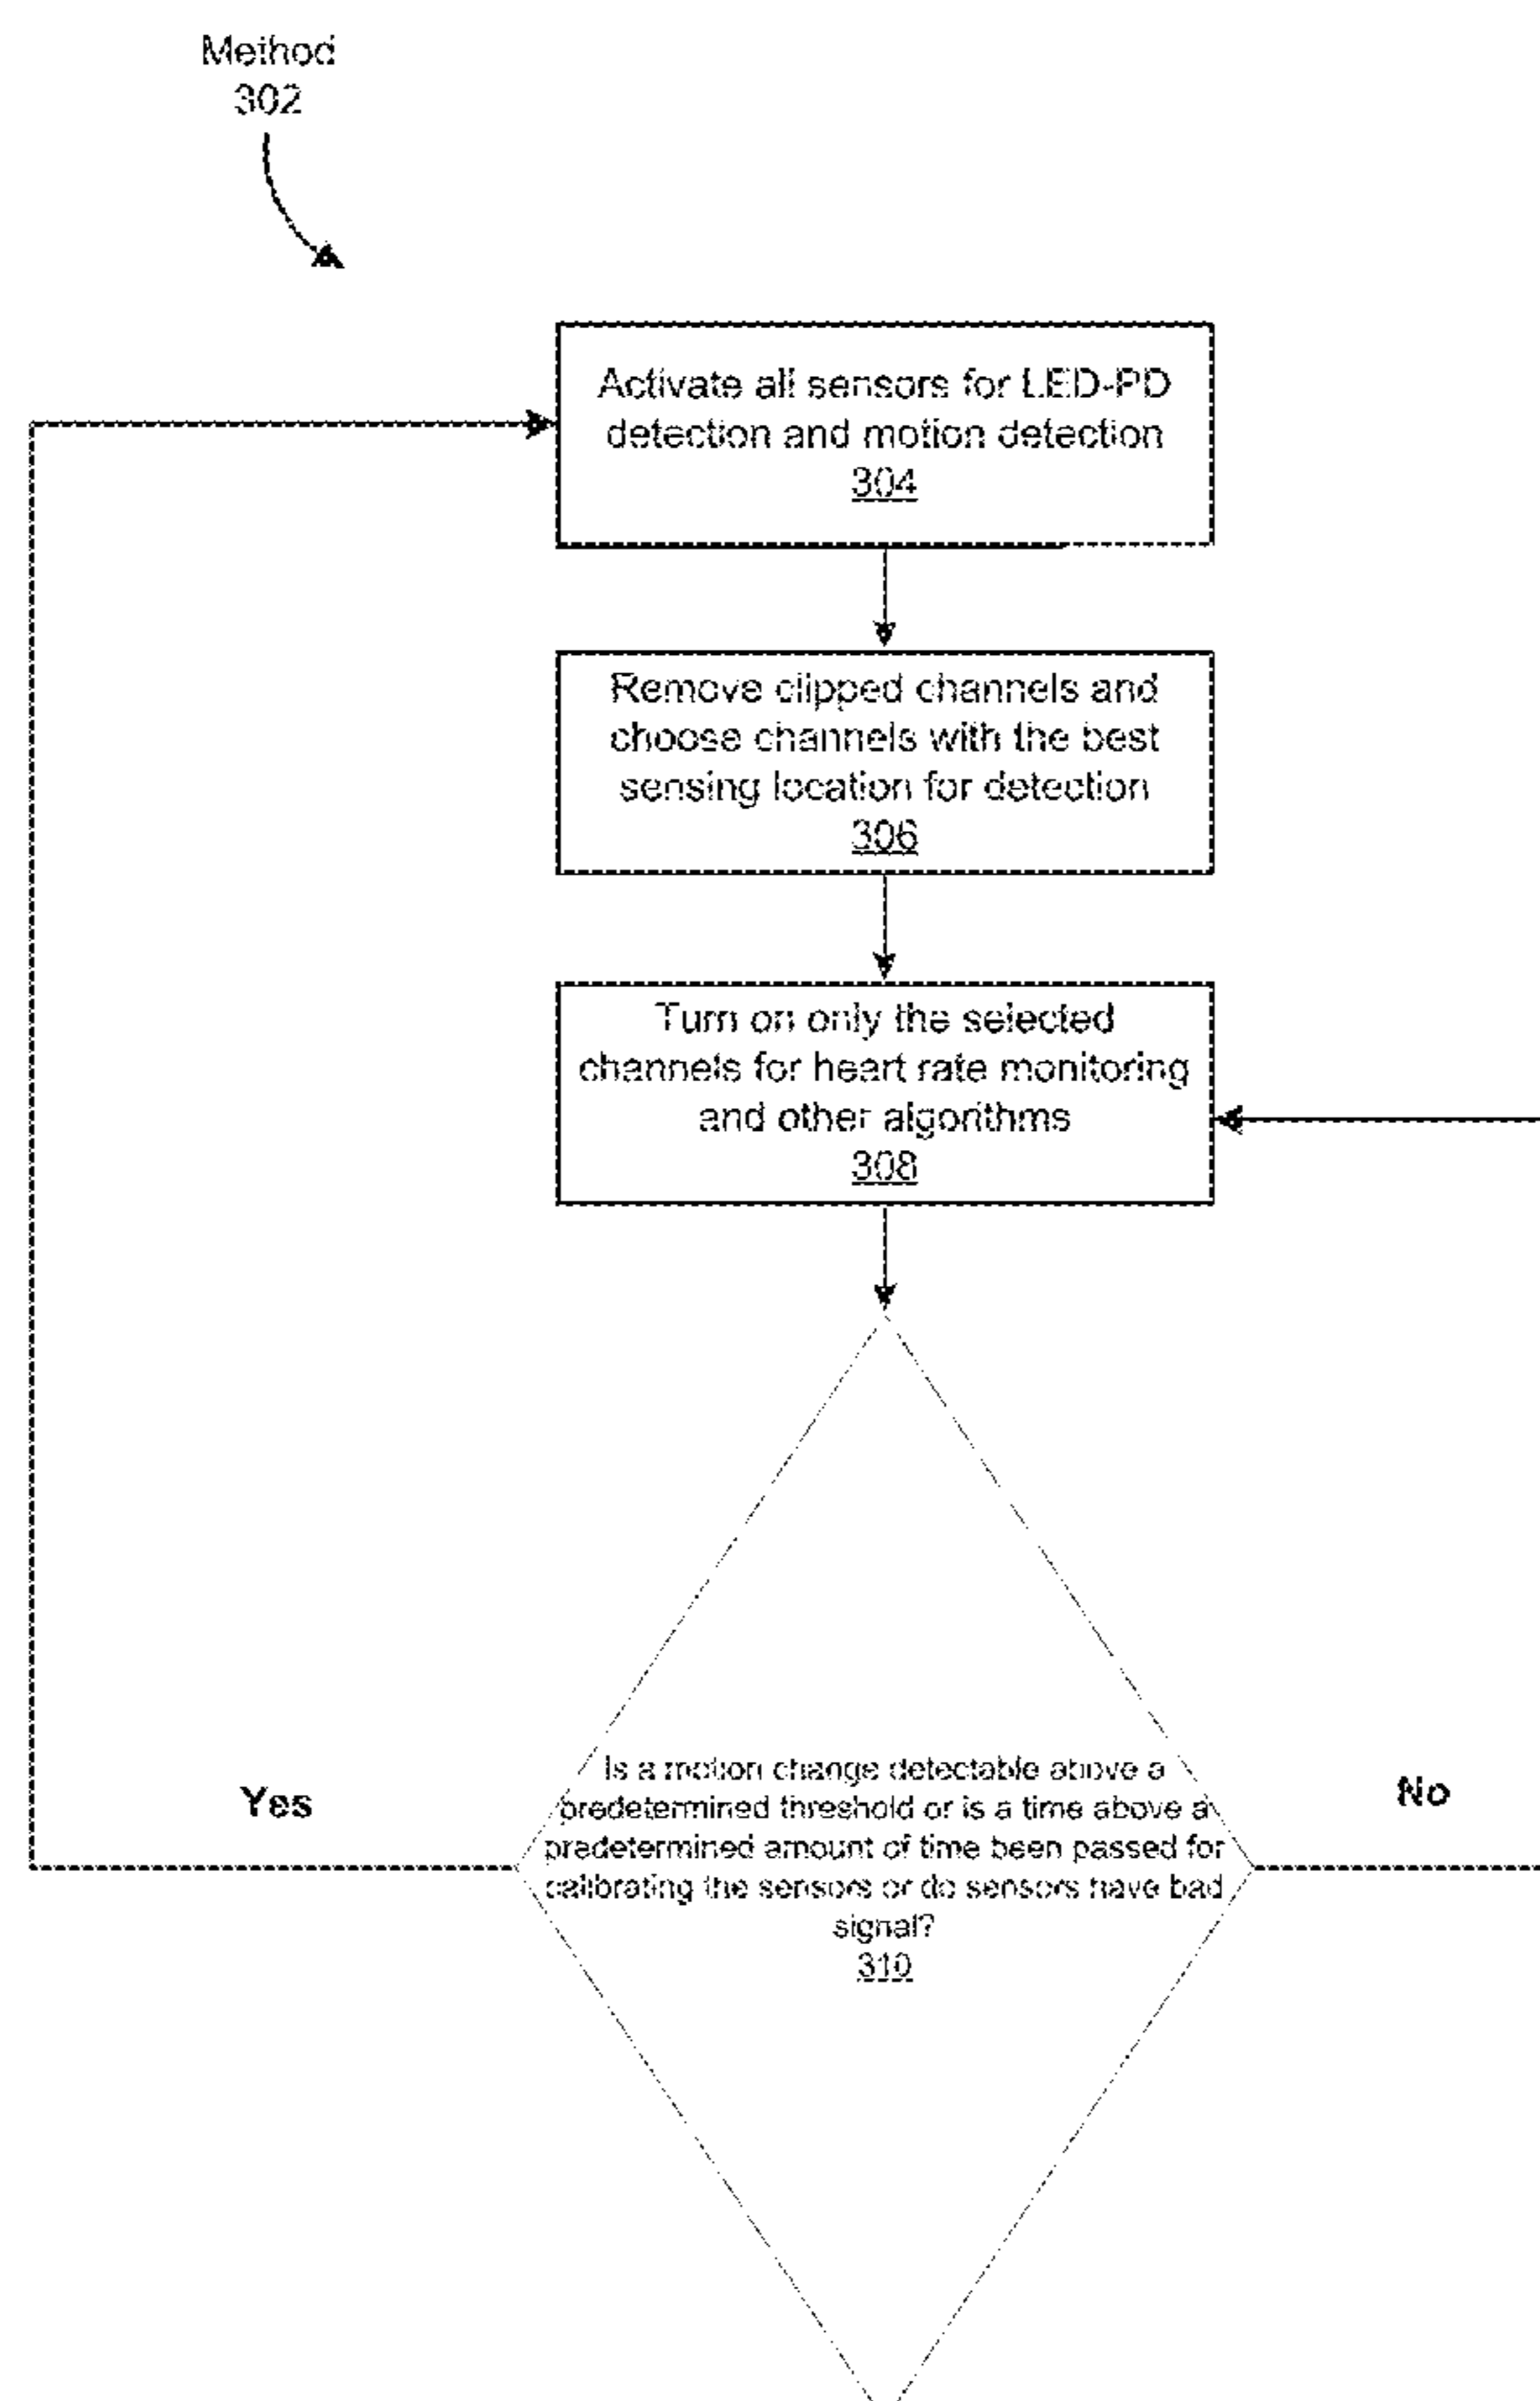 Method
302
Activate all sensors for LED-PD
detection and motion detection
304
Remove clipped channels and
choose channels with the best
sensing location for detection
306
Turn on only the selected
channels for heart rate monitoring
and other algorithms
308
Is a motion change detectable above a
predetermined threshold or is a time above a
predetermined amount of time been passed for
calibrating the sensors or do sensors have bad
signal?
310
Yes
No